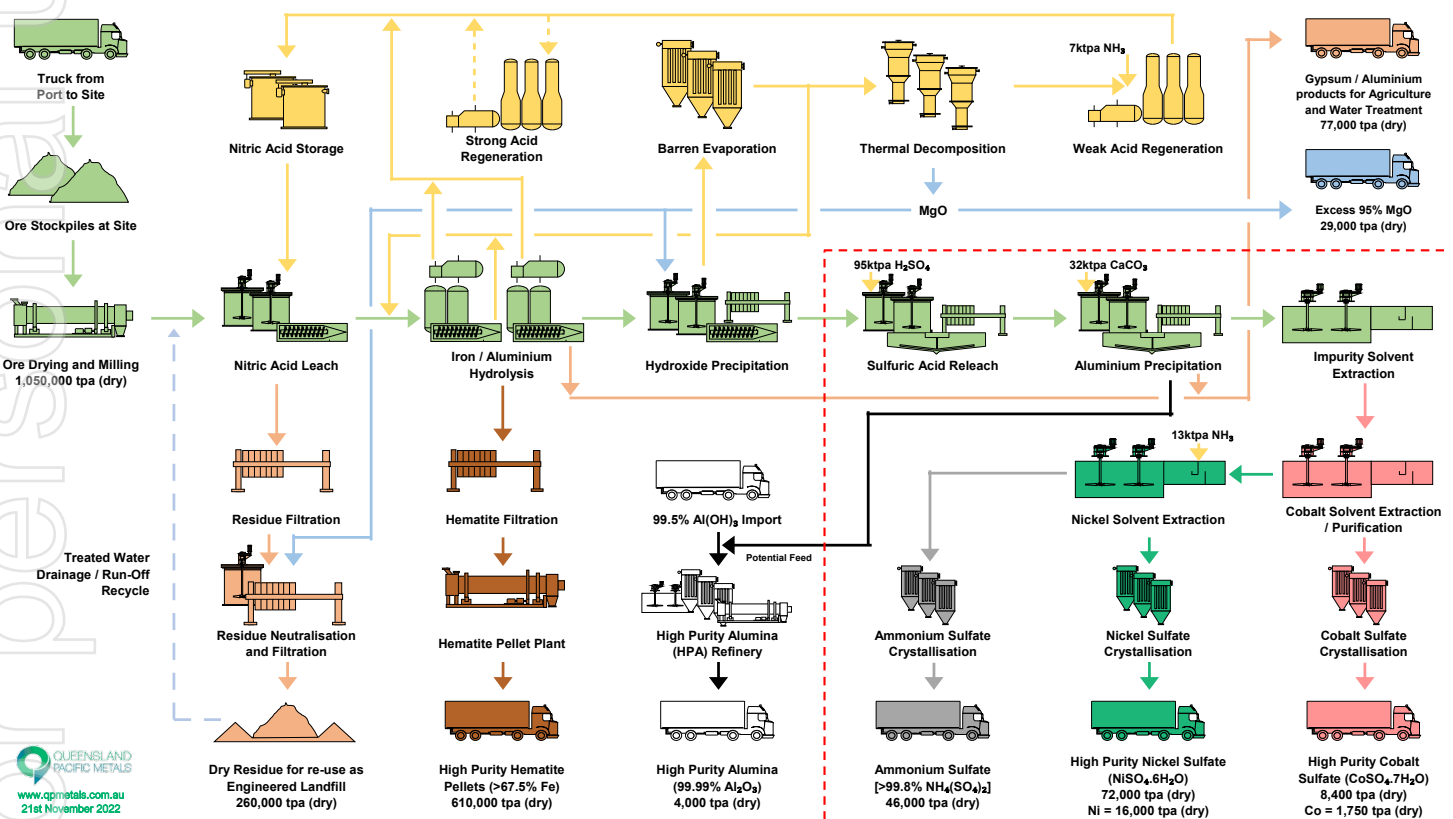 Truck from
Port to Site
Ore Stockpiles at Site
Ore Drying and Milling
1,050,000 tpa (dry)
Nitric Acid Storage
Strong Acid
Regeneration
Barren Evaporation
Thermal Decomposition
7ktpa NH₃
Weak Acid Regeneration
Gypsum / Aluminium
products for Agriculture
and Water Treatment
77,000 tpa (dry)
MgO
Excess 95% MgO
29,000 tpa (dry)
Nitric Acid Leach
Iron / Aluminium
Hydrolysis
Hydroxide Precipitation
95ktpa H₂SO₄
Sulfuric Acid Releach
32ktpa CaCO₃
Aluminium Precipitation
Impurity Solvent
Extraction
Residue Filtration
Hematite Filtration
99.5% Al(OH)₃ Import
Potential Feed
13ktpa NH₃
Nickel Solvent Extraction
Cobalt Solvent Extraction
/ Purification
Treated Water
Drainage / Run-Off
Recycle
Residue Neutralisation
and Filtration
Hematite Pellet Plant
High Purity Alumina
(HPA) Refinery
Ammonium Sulfate
Crystallisation
Nickel Sulfate
Crystallisation
Cobalt Sulfate
Crystallisation
Dry Residue for re-use as
Engineered Landfill
260,000 tpa (dry)
High Purity Hematite
Pellets (>67.5% Fe)
610,000 tpa (dry)
High Purity Alumina
(99.99% Al₂O₃)
4,000 tpa (dry)
Ammonium Sulfate
[>99.8% NH₄(SO₄)₂]
46,000 tpa (dry)
High Purity Nickel Sulfate
(NiSO₄.6H₂O)
72,000 tpa (dry)
Ni = 16,000 tpa (dry)
High Purity Cobalt
Sulfate (CoSO₄.7H₂O)
8,400 tpa (dry)
Co = 1,750 tpa (dry)
QUEENSLAND
PACIFIC METALS
www.qpmetals.com.au
21st November 2022
personal